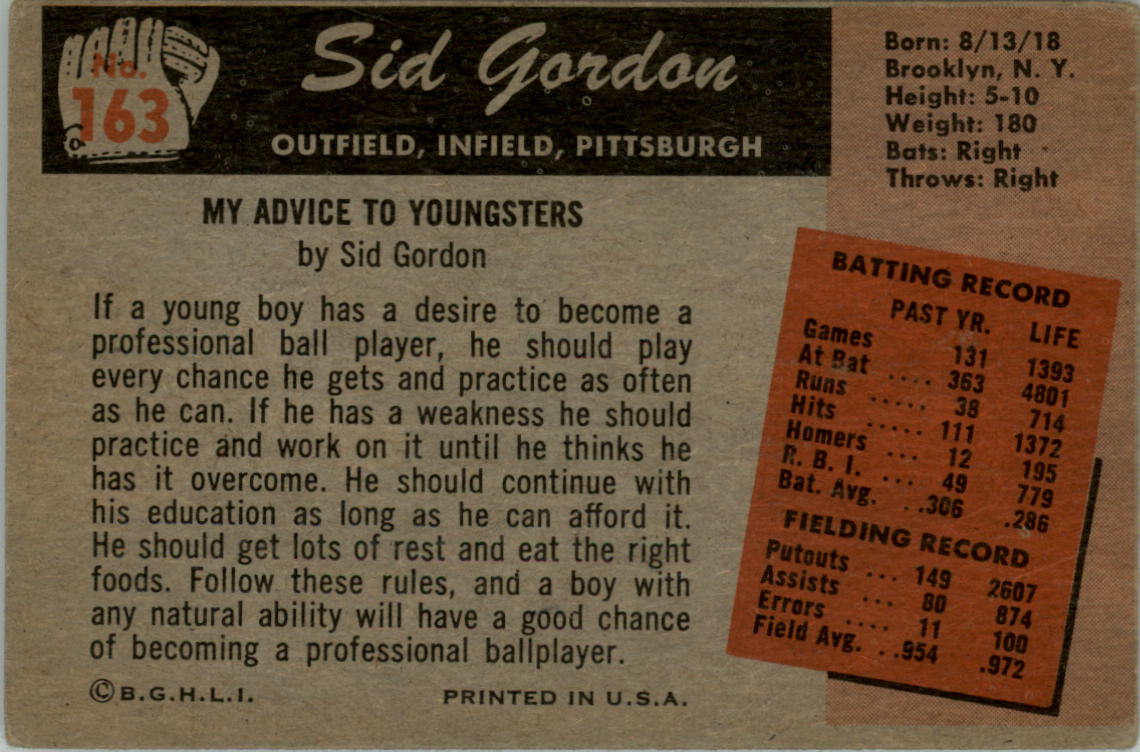 No.
163
Sid Gordon
OUTFIELD, INFIELD, PITTSBURGH
Born: 8/13/18
Brooklyn, N. Y.
Height: 5-10
Weight: 180
Bats: Right
Throws: Right
MY ADVICE TO YOUNGSTERS
by Sid Gordon
If a young boy has a desire to become a
professional ball player, he should play
every chance he gets and practice as often
as he can. If he has a weakness he should
practice and work on it until he thinks he
has it overcome. He should continue with
his education as long as he can afford it.
He should get lots of rest and eat the right
foods. Follow these rules, and a boy with
any natural ability will have a good chance
of becoming a professional ballplayer.
©B.G.H.L.I. PRINTED IN U.S.A.
BATTING RECORD
PAST YR. LIFE
Games 131 1393
At Bat .... 363 4801
Runs ..... 38 714
Hits ..... 111 1372
Homers ... 12 195
R. B. I. ... 49 779
Bat. Avg. . .306 .286
FIELDING RECORD
Putouts ... 149 2607
Assists ... 80 874
Errors .... 11 100
Field Avg. . .954 .972